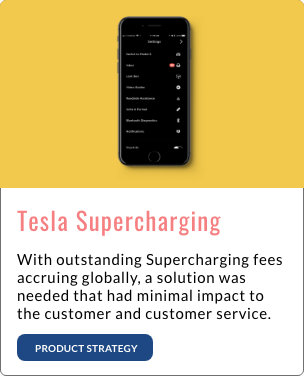 Settings
Tesla Supercharging
With outstanding Supercharging fees
accruing globally, a solution was
needed that had minimal impact to
the customer and customer service.
PRODUCT STRATEGY